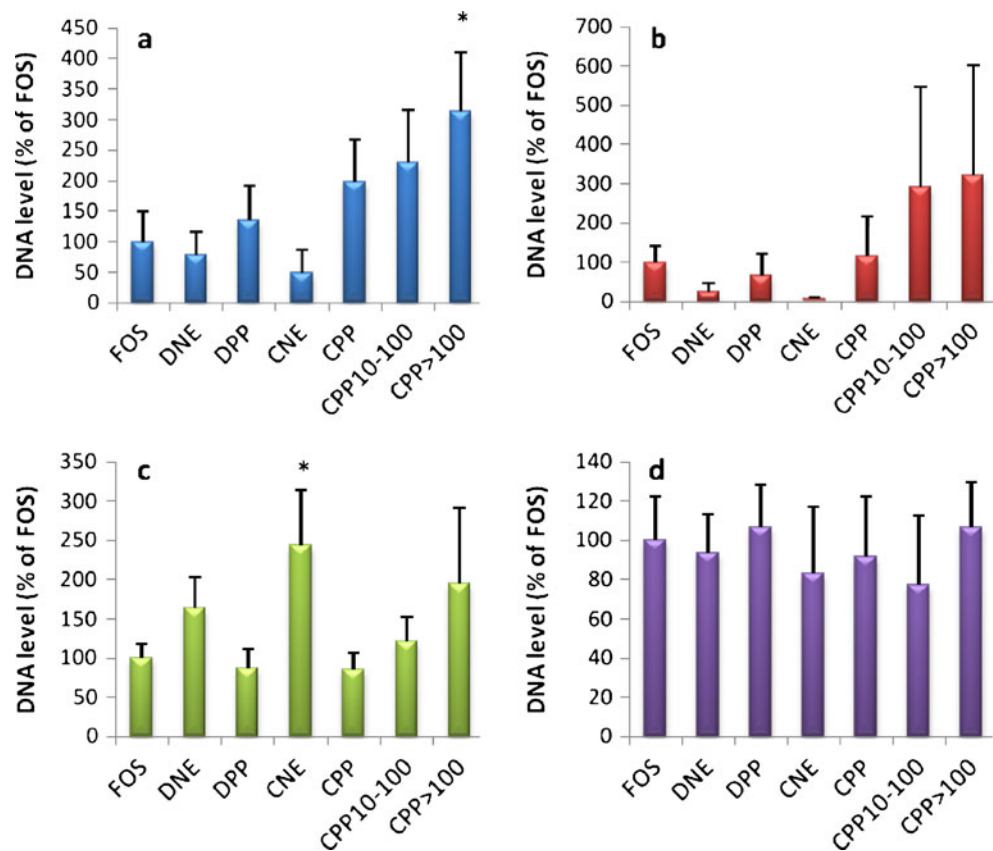 a
*
DNA level (% of FOS)
450
400
350
300
250
200
150
100
50
0
FOS
DNE
DPP
CNE
CPP
CPP10-100
CPP>100
b
DNA level (% of FOS)
700
600
500
400
300
200
100
0
FOS
DNE
DPP
CNE
CPP
CPP10-100
CPP>100
c
*
DNA level (% of FOS)
350
300
250
200
150
100
50
0
FOS
DNE
DPP
CNE
CPP
CPP10-100
CPP>100
d
DNA level (% of FOS)
140
120
100
80
60
40
20
0
FOS
DNE
DPP
CNE
CPP
CPP10-100
CPP>100